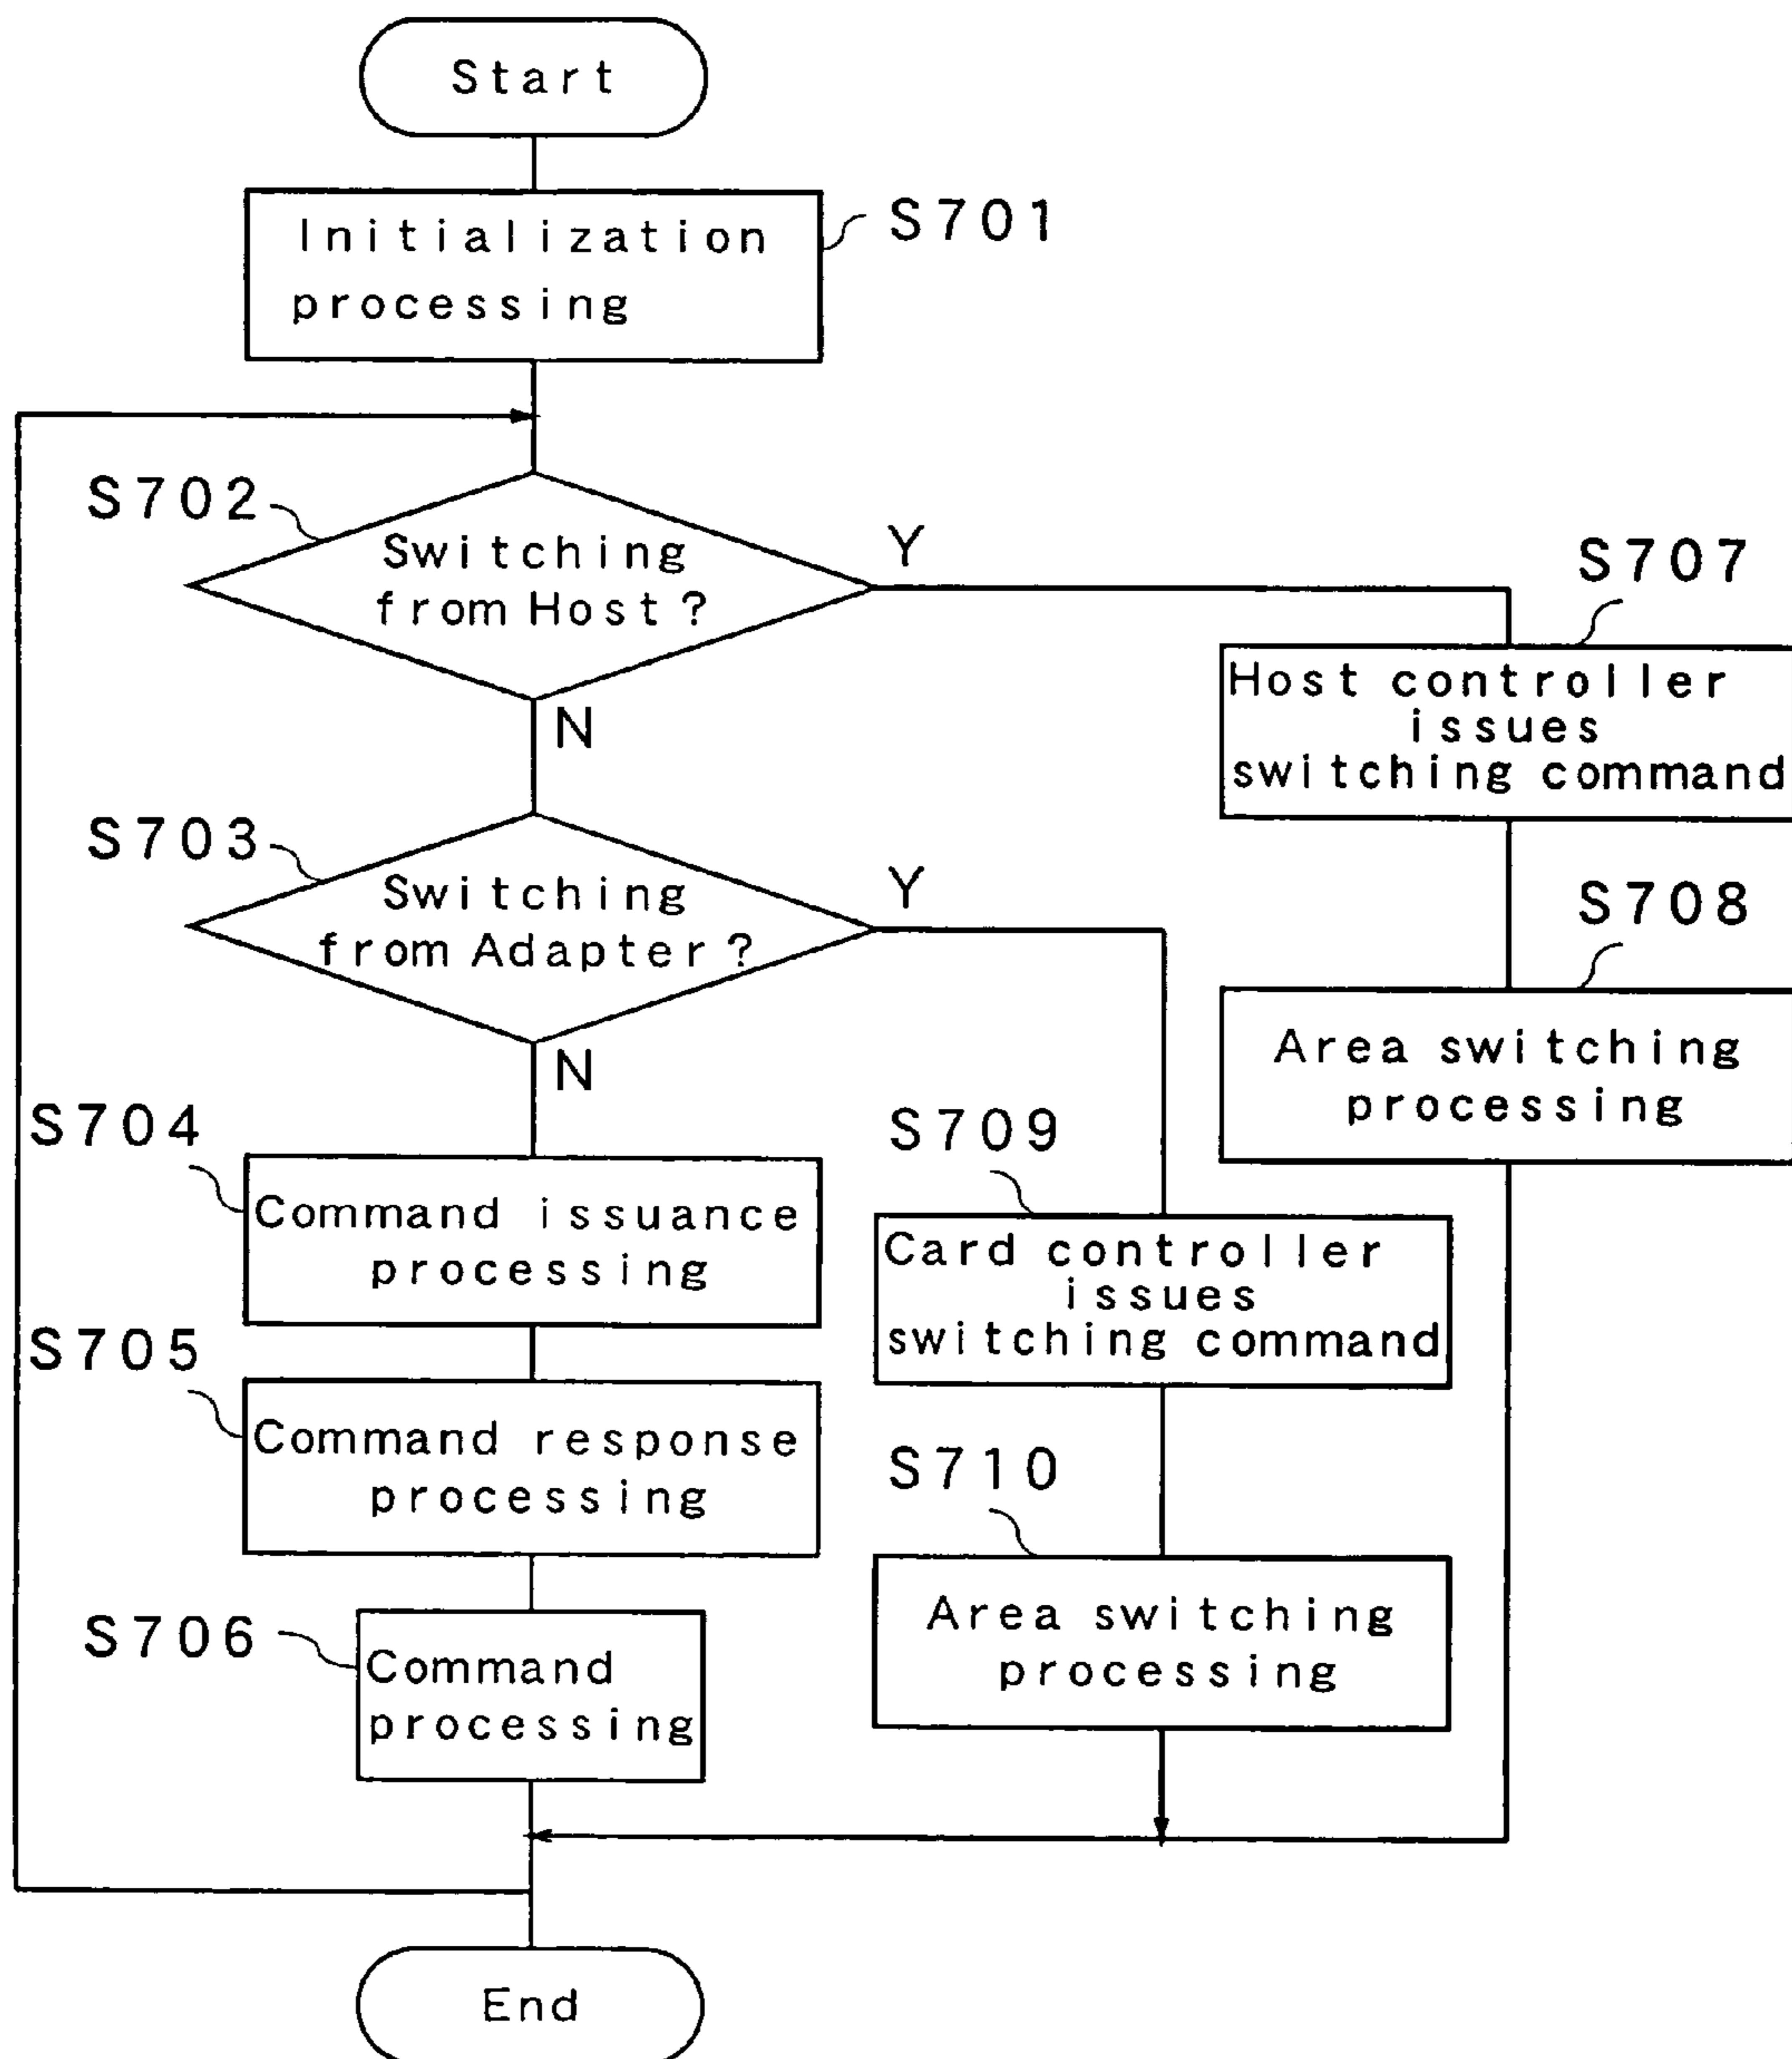 Start
Initialization
processing
S701
S702
Switching
from Host?
Y
N
S707
Host controller
issues
switching command
S703
Switching
from Adapter?
Y
N
S708
Area switching
processing
S704
Command issuance
processing
S709
Card controller
issues
switching command
S705
Command response
processing
S710
Area switching
processing
S706
Command
processing
End